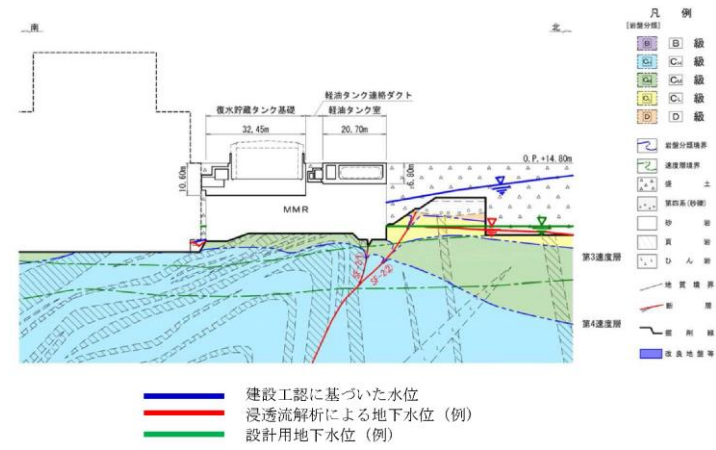 南
北
凡 例
[岩盤分類]
B B 級
CH CH 級
CM CM 級
CL CL 級
D D 級
岩盤分類境界
速度層境界
盛 土
第四系(砂礫)
砂 岩
頁 岩
ひ ん 岩
地 質 境 界
断 層
掘 削 線
改 良 地 盤 等
復水貯蔵タンク基礎
軽油タンク連絡ダクト
軽油タンク室
32.45m
20.70m
10.60m
6.80m
O.P.+14.80m
MMR
SF-2
第3速度層
第4速度層
建設工認に基づいた水位
浸透流解析による地下水位(例)
設計用地下水位(例)